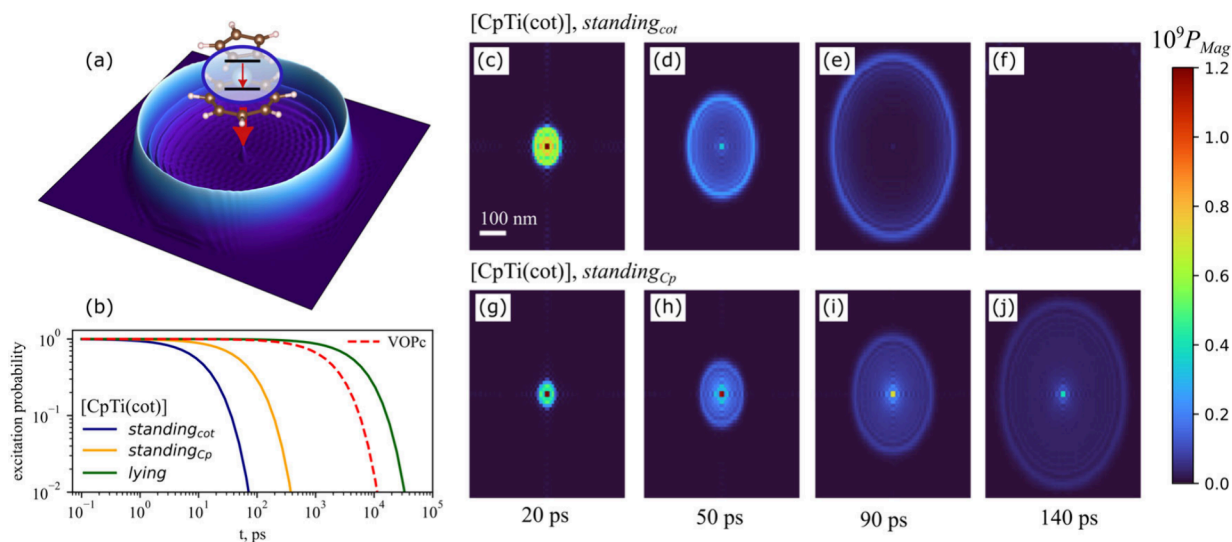 [CpTi(cot)], standing_cot
10^9 P_Mag
(a)
(c)
(d)
(e)
(f)
100 nm
1.2
1.0
0.8
0.6
0.4
0.2
0.0
[CpTi(cot)], standing_Cp
(g)
(h)
(i)
(j)
20 ps
50 ps
90 ps
140 ps
(b)
excitation probability
10^0
10^-1
10^-2
VOPc
[CpTi(cot)]
standing_cot
standing_Cp
lying
10^-1
10^0
10^1
10^2
10^3
10^4
10^5
t, ps